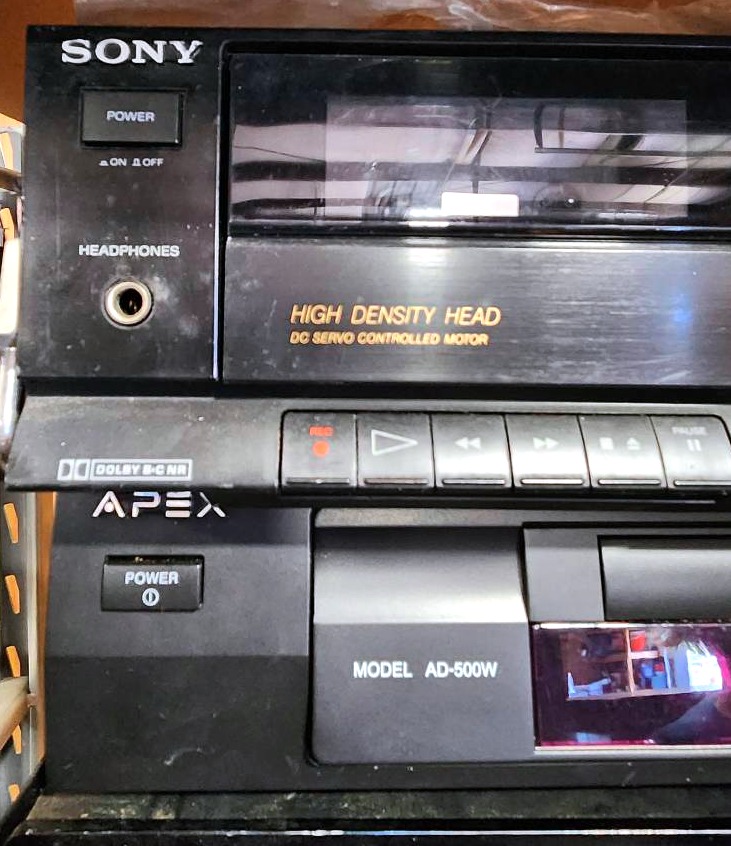 SONY
POWER
ON OFF
HEADPHONES
HIGH DENSITY HEAD
DC SERVO CONTROLLED MOTOR
REC
PAUSE
DOLBY B-C NR
APEX
POWER
MODEL AD-500W